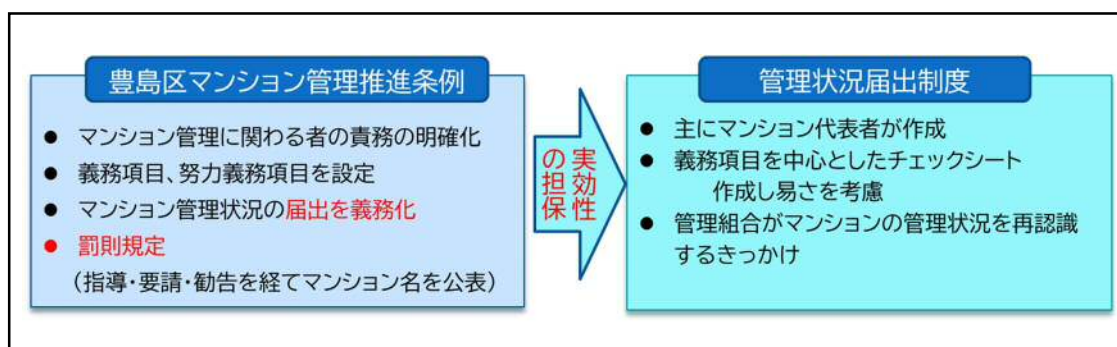 豊島区マンション管理推進条例
● マンション管理に関わる者の責務の明確化
● 義務項目、努力義務項目を設定
● マンション管理状況の届出を義務化
● 罰則規定
（指導・要請・勧告を経てマンション名を公表）
実効性
の担保
管理状況届出制度
● 主にマンション代表者が作成
● 義務項目を中心としたチェックシート
作成し易さを考慮
● 管理組合がマンションの管理状況を再認識
するきっかけ